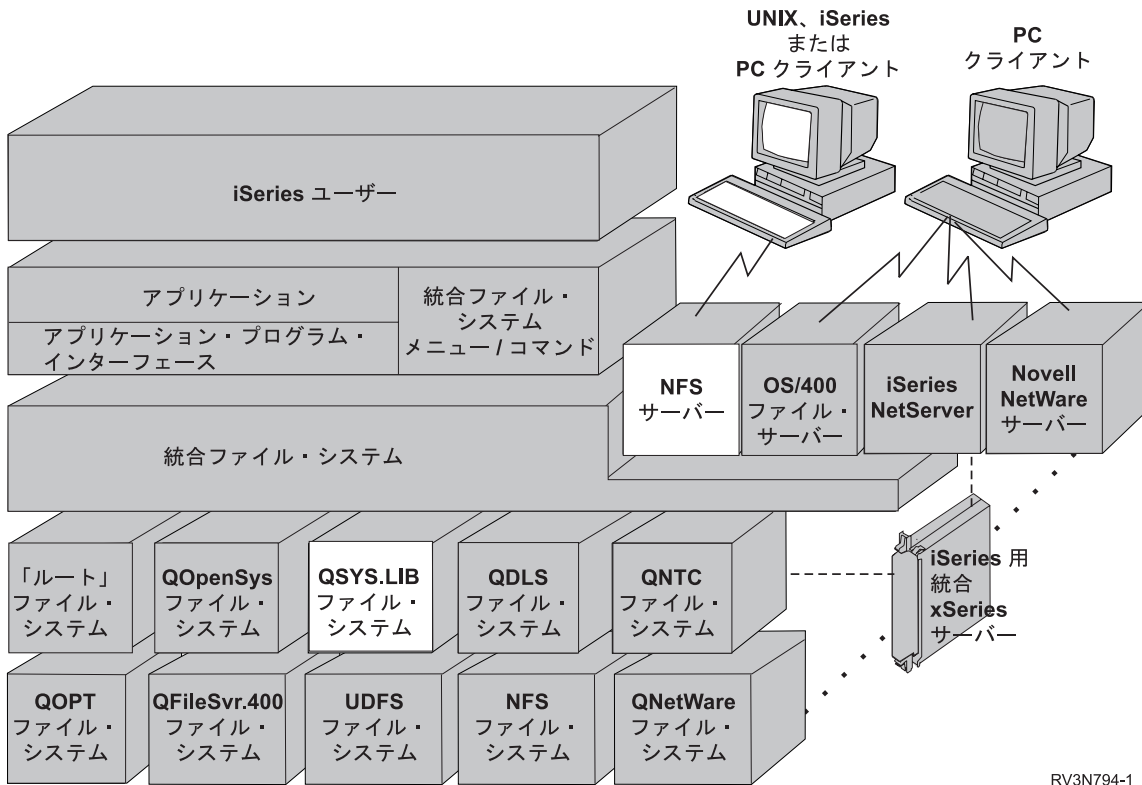 UNIX、iSeries
または
PC クライアント
PC
クライアント
iSeries ユーザー
アプリケーション
アプリケーション・プログラム・
インターフェース
統合ファイル・
システム
メニュー / コマンド
NFS
サーバー
OS/400
ファイル・
サーバー
iSeries
NetServer
Novell
NetWare
サーバー
統合ファイル・システム
「ルート」
ファイル・
システム
QOpenSys
ファイル・
システム
QSYS.LIB
ファイル・
システム
QDLS
ファイル・
システム
QNTC
ファイル・
システム
iSeries 用
統合
xSeries
サーバー
QOPT
ファイル・
システム
QFileSvr.400
ファイル・
システム
UDFS
ファイル・
システム
NFS
ファイル・
システム
QNetWare
ファイル・
システム
RV3N794-1